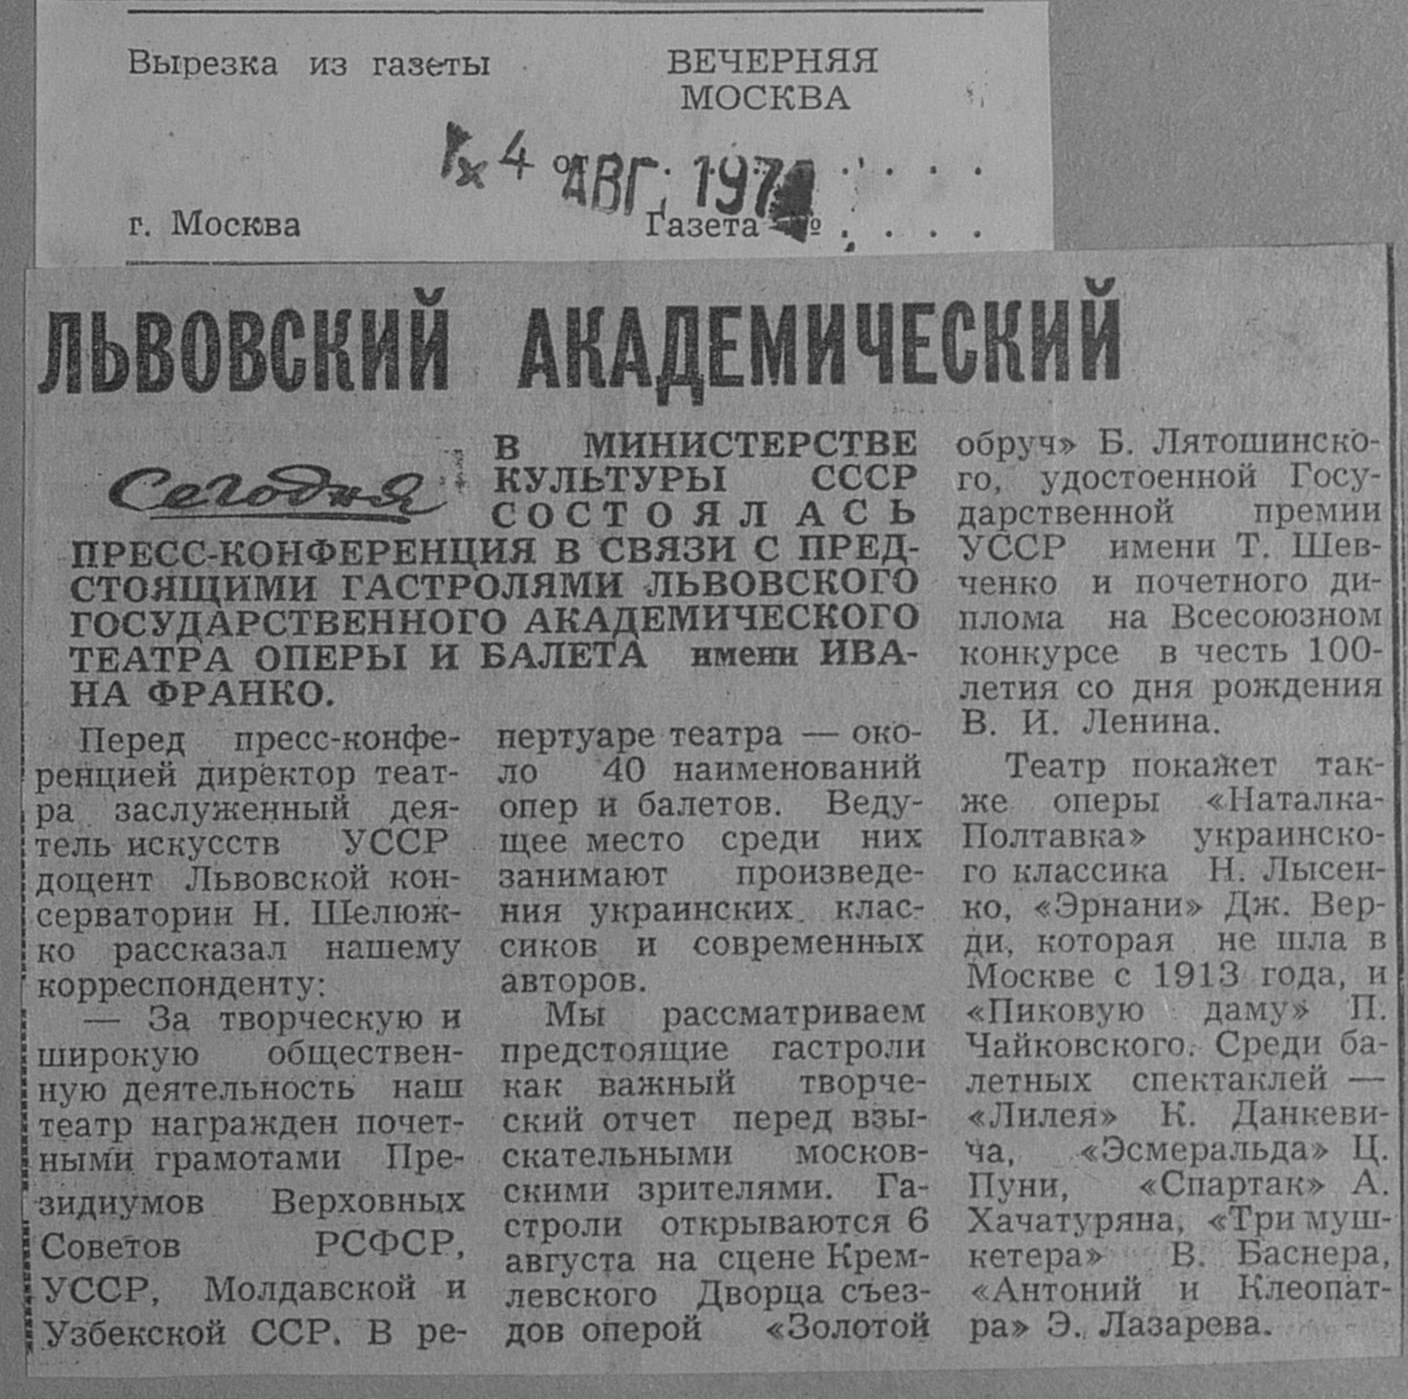 Вырезка из газеты
ВЕЧЕРНЯЯ
МОСКВА
4 от АВГ. 197
г. Москва
Газета №
ЛЬВОВСКИЙ АКАДЕМИЧЕСКИЙ
Сегодня
В МИНИСТЕРСТВЕ
КУЛЬТУРЫ СССР
СОСТОЯЛАСЬ
ПРЕСС-КОНФЕРЕНЦИЯ В СВЯЗИ С ПРЕД-
СТОЯЩИМИ ГАСТРОЛЯМИ ЛЬВОВСКОГО
ГОСУДАРСТВЕННОГО АКАДЕМИЧЕСКОГО
ТЕАТРА ОПЕРЫ И БАЛЕТА имени ИВА-
НА ФРАНКО.
Перед пресс-конфе-
ренцией директор теат-
ра заслуженный дея-
тель искусств УССР
доцент Львовской кон-
серватории Н. Шелюж-
ко рассказал нашему
корреспонденту:
— За творческую и
широкую обществен-
ную деятельность наш
театр награжден почет-
ными грамотами Пре-
зидиумов Верховных
Советов РСФСР,
УССР, Молдавской и
Узбекской ССР. В ре-
пертуаре театра — око-
ло 40 наименований
опер и балетов. Веду-
щее место среди них
занимают произведе-
ния украинских клас-
сиков и современных
авторов.
Мы рассматриваем
предстоящие гастроли
как важный творче-
ский отчет перед взы-
скательными москов-
скими зрителями. Га-
строли открываются 6
августа на сцене Крем-
левского Дворца съез-
дов оперой «Золотой
обруч» Б. Лятошинско-
го, удостоенной Госу-
дарственной премии
УССР имени Т. Шев-
ченко и почетного ди-
плома на Всесоюзном
конкурсе в честь 100-
летия со дня рождения
В. И. Ленина.
Театр покажет так-
же оперы «Наталка-
Полтавка» украинско-
го классика Н. Лысен-
ко, «Эрнани» Дж. Вер-
ди, которая не шла в
Москве с 1913 года, и
«Пиковую даму» П.
Чайковского. Среди ба-
летных спектаклей —
«Лилея» К. Данкеви-
ча, «Эсмеральда» Ц.
Пуни, «Спартак» А.
Хачатуряна, «Три муш-
кетера» В. Баснера,
«Антоний и Клеопат-
ра» Э. Лазарева.